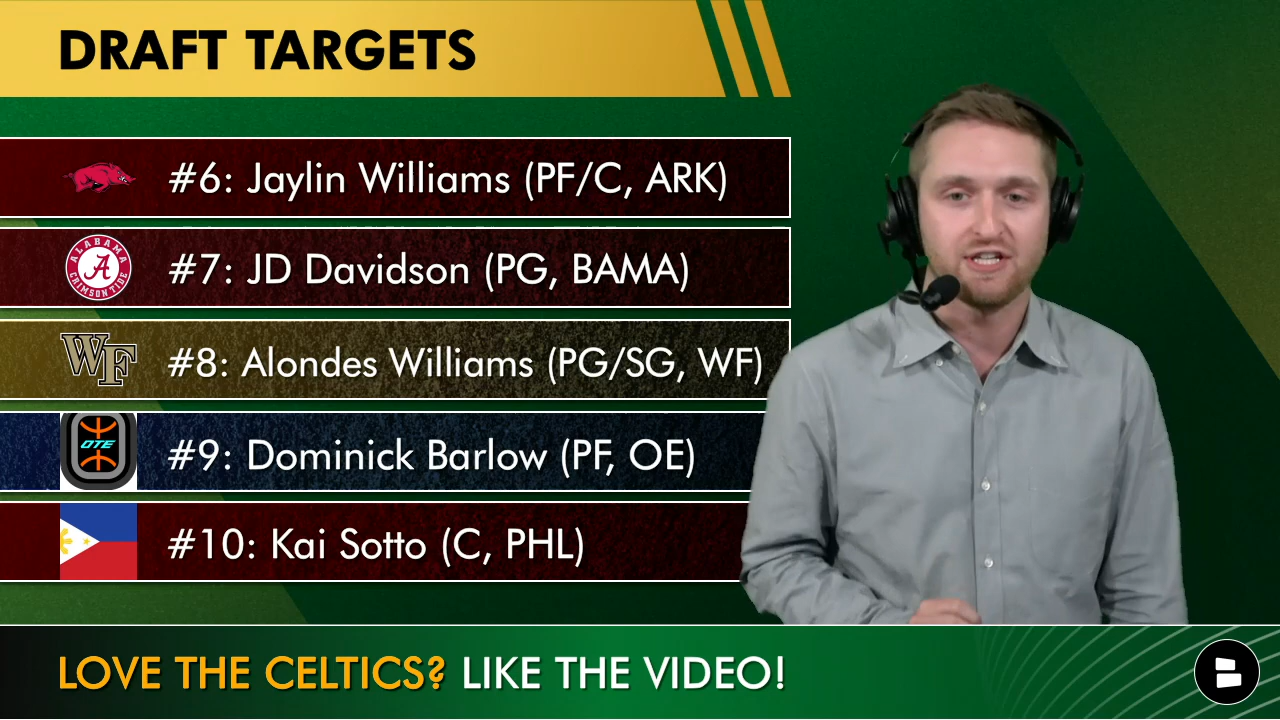 DRAFT TARGETS
#6: Jaylin Williams (PF/C, ARK)
ALABAMA
A
CRIMSON TIDE
#7: JD Davidson (PG, BAMA)
WF
#8: Alondes Williams (PG/SG, WF)
OTE
#9: Dominick Barlow (PF, OE)
#10: Kai Sotto (C, PHL)
LOVE THE CELTICS? LIKE THE VIDEO!